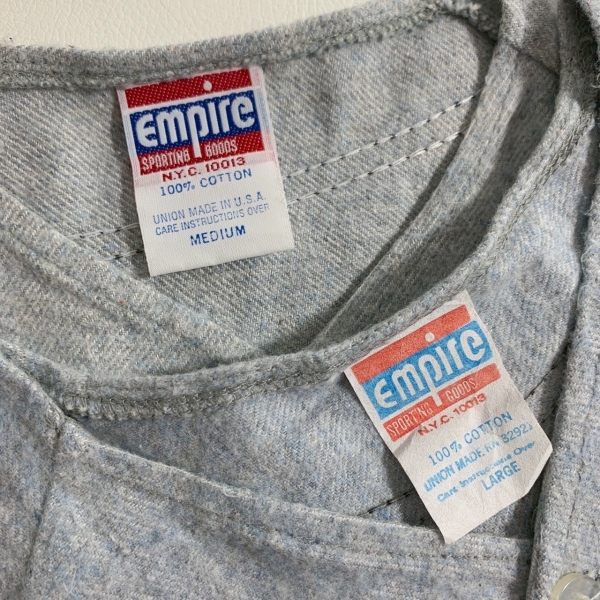 empire
SPORTING GOODS
N.Y.C. 10013
100% COTTON
UNION MADE IN U.S.A
CARE INSTRUCTIONS OVER
MEDIUM
empire
SPORTING GOODS
N.Y.C. 10013
100% COTTON
UNION MADE, RN
Care Instructions Over
LARGE